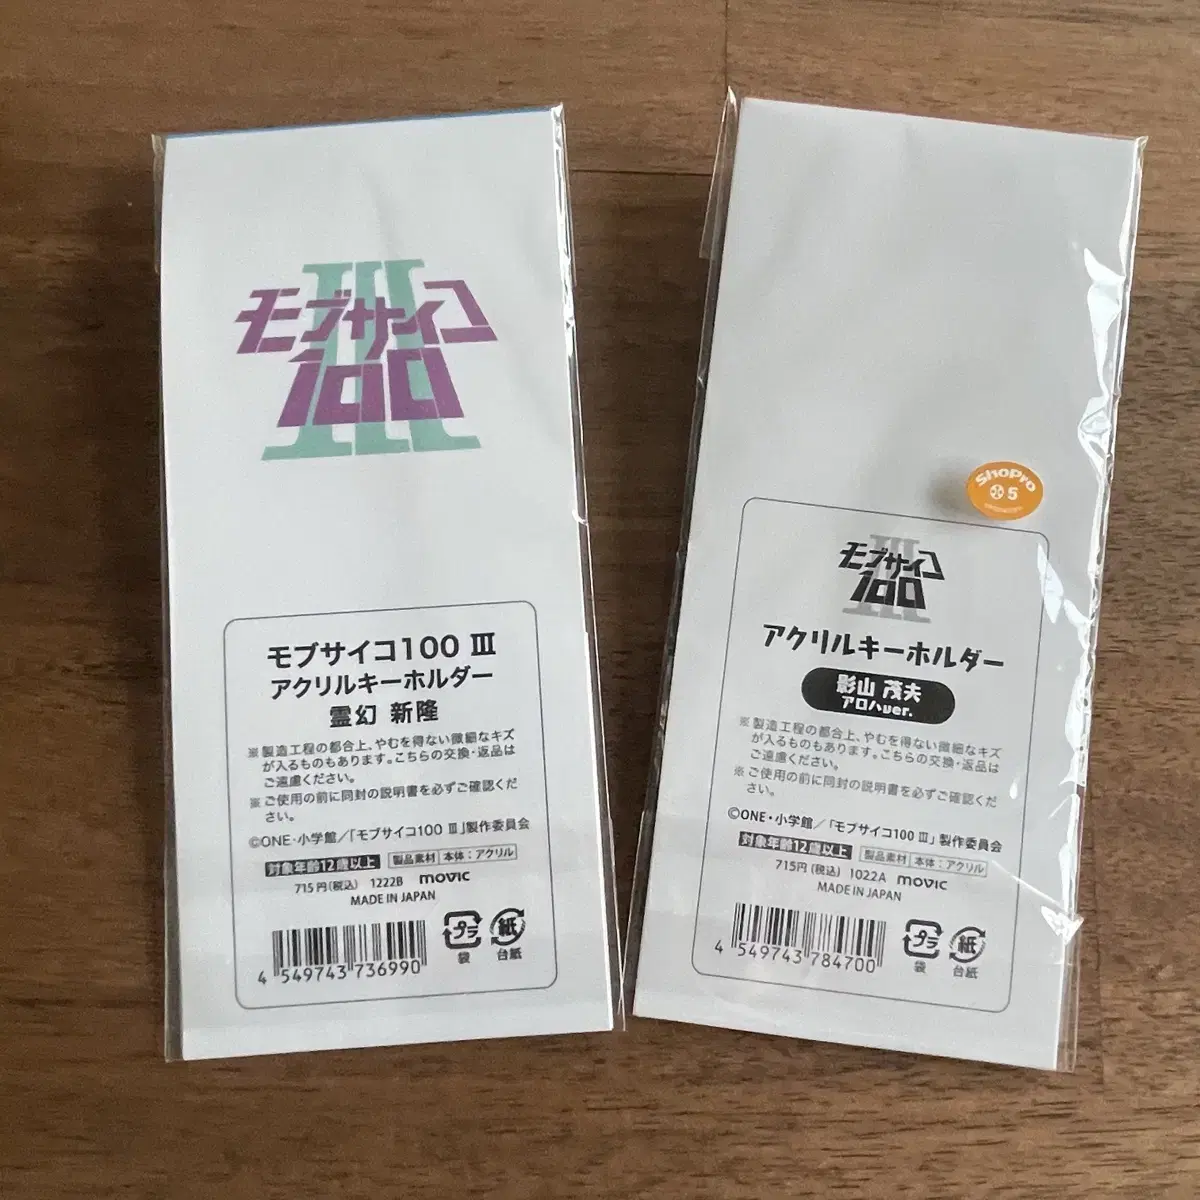 モブサイコ
100
III
モブサイコ100 III
アクリルキーホルダー
霊幻 新隆
※製造工程の都合上、やむを得ない微細なキズ
が入るものもあります。こちらの交換・返品は
ご遠慮ください。
※ご使用の前に同封の説明書を必ずご確認くだ
さい。
©ONE・小学館／「モブサイコ100 III」製作委員会
対象年齢12歳以上 製品素材 本体：アクリル
715円(税込) 1222B movic
MADE IN JAPAN
4 549743 736990
プラ 紙
袋 台紙
ShoPro
5
モブサイコ
100
III
アクリルキーホルダー
影山 茂夫
アロハver.
※製造工程の都合上、やむを得ない微細なキズ
が入るものもあります。こちらの交換・返品は
ご遠慮ください。
※ご使用の前に同封の説明書を必ずご確認くだ
さい。
©ONE・小学館／「モブサイコ100 III」製作委員会
対象年齢12歳以上 製品素材 本体：アクリル
715円(税込) 1022A movic
MADE IN JAPAN
4 549743 784700
プラ 紙
袋 台紙